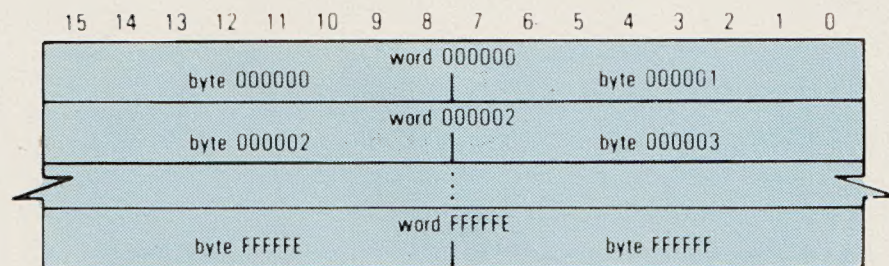 15 14 13 12 11 10 9 8 7 6 5 4 3 2 1 0
word 000000
byte 000000 byte 000001
word 000002
byte 000002 byte 000003
word FFFFFE
byte FFFFFE byte FFFFFF